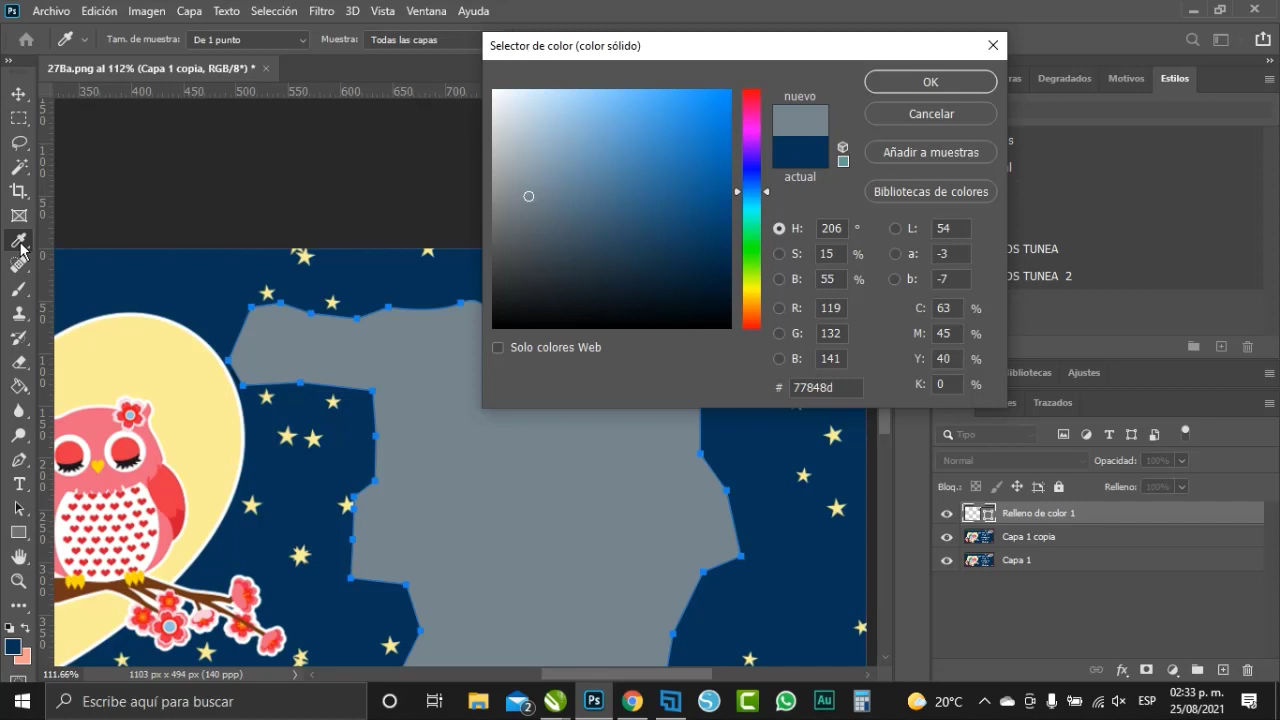 Ps Archivo Edición Imagen Capa Texto Selección Filtro 3D Vista Ventana Ayuda
Tam. de muestra: De 1 punto Muestra: Todas las capas
Selector de color (color sólido)
27Ba.png al 112% (Capa 1 copia, RGB/8*) *
Degradados Motivos Estilos
350 400 450 500 550 600 650 700
nuevo
actual
OK
Cancelar
Añadir a muestras
Bibliotecas de colores
H: 206 ° L: 54
S: 15 % a: -3
B: 55 % b: -7
R: 119 C: 63 %
G: 132 M: 45 %
B: 141 Y: 40 %
# 77848d K: 0 %
Solo colores Web
OS TUNEA
OS TUNEA 2
Bibliotecas Ajustes
Trazados
Tipo
Normal Opacidad: 100%
Bloq.: Relleno: 100%
Relleno de color 1
Capa 1 copia
Capa 1
111.66% 1103 px x 494 px (140 ppp)
Escribe aquí para buscar
2
Ps
Au
20°C
ESP
02:33 p. m.
25/08/2021